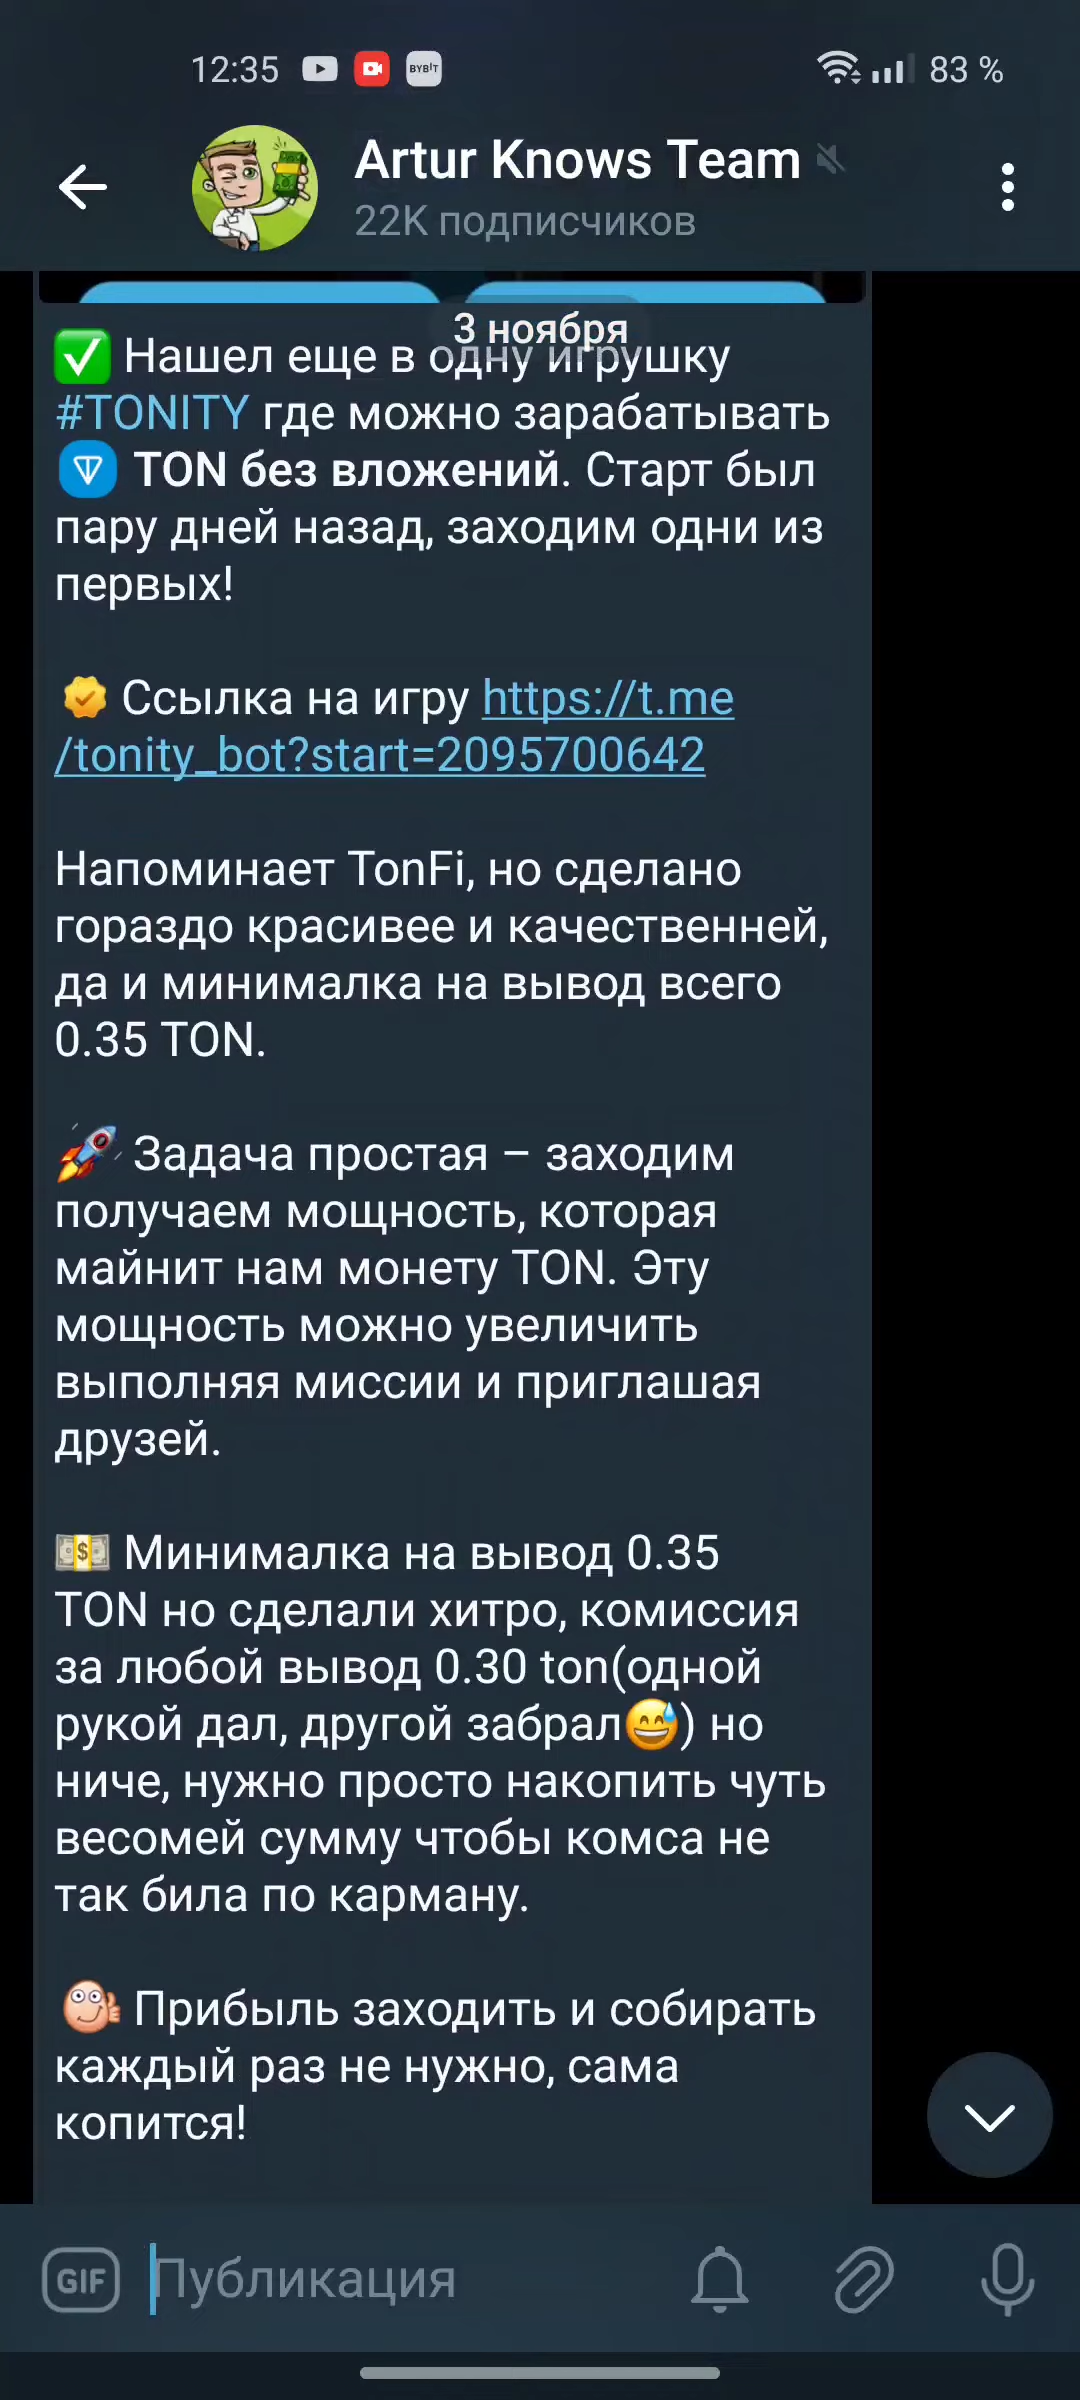 12:35
BYBIT
83 %
Artur Knows Team
22K подписчиков
3 ноября
✅ Нашел еще в одну игрушку
#TONITY где можно зарабатывать
TON без вложений. Старт был
пару дней назад, заходим одни из
первых!
Ссылка на игру https://t.me
/tonity_bot?start=2095700642
Напоминает TonFi, но сделано
гораздо красивее и качественней,
да и минималка на вывод всего
0.35 TON.
🚀 Задача простая – заходим
получаем мощность, которая
майнит нам монету TON. Эту
мощность можно увеличить
выполняя миссии и приглашая
друзей.
💵 Минималка на вывод 0.35
TON но сделали хитро, комиссия
за любой вывод 0.30 ton(одной
рукой дал, другой забрал😅) но
ниче, нужно просто накопить чуть
весомей сумму чтобы комса не
так била по карману.
Прибыль заходить и собирать
каждый раз не нужно, сама
копится!
GIF
Публикация